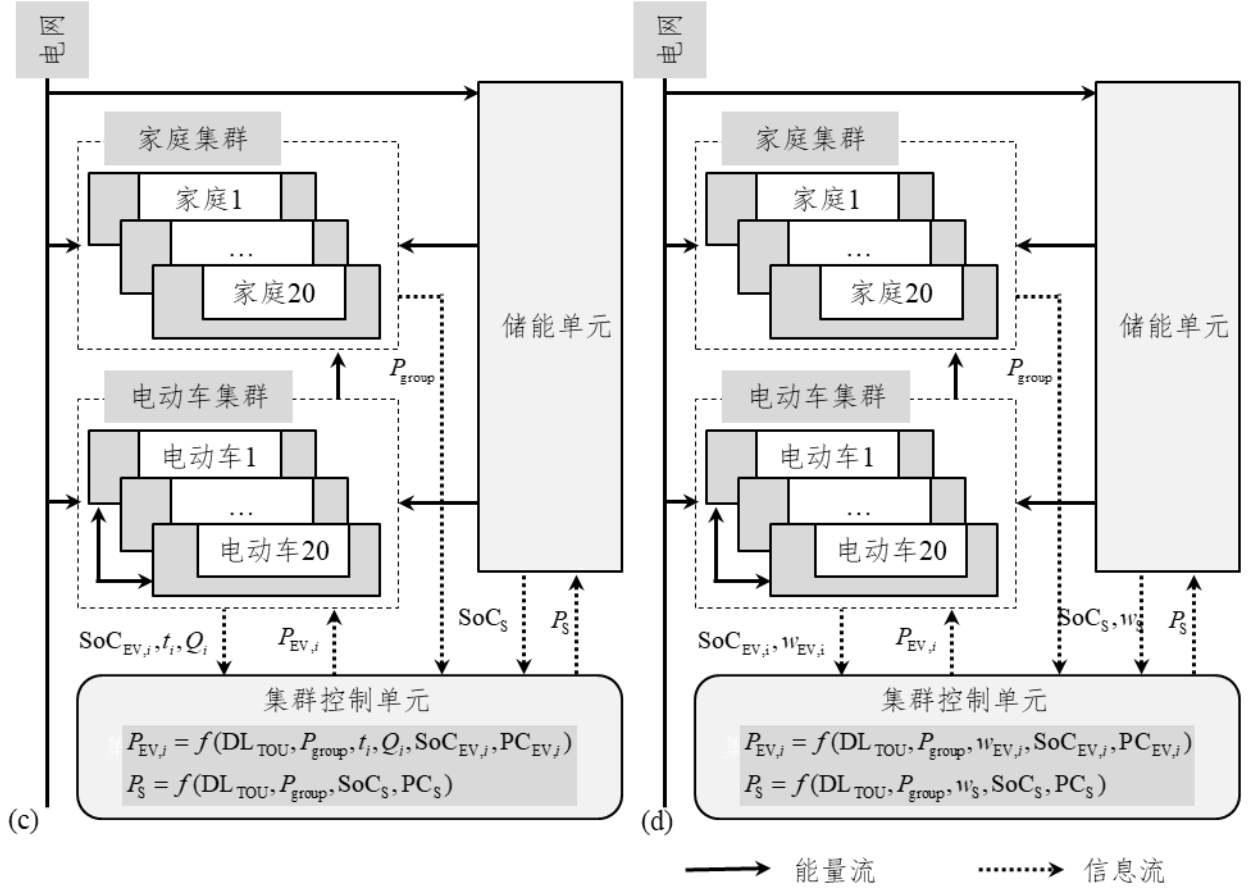 电网
家庭集群
家庭1
...
家庭20
储能单元
P_group
电动车集群
电动车1
...
电动车20
SoC_EV,i, t_i, Q_i
P_EV,i
SoC_S
P_S
集群控制单元
P_EV,i = f(DL_TOU, P_group, t_i, Q_i, SoC_EV,i, PC_EV,i)
P_S = f(DL_TOU, P_group, SoC_S, PC_S)
(c)
电网
家庭集群
家庭1
...
家庭20
储能单元
P_group
电动车集群
电动车1
...
电动车20
SoC_EV,i, w_EV,i
P_EV,i
SoC_S, w_S
P_S
集群控制单元
P_EV,i = f(DL_TOU, P_group, w_EV,i, SoC_EV,i, PC_EV,i)
P_S = f(DL_TOU, P_group, w_S, SoC_S, PC_S)
(d)
能量流
信息流